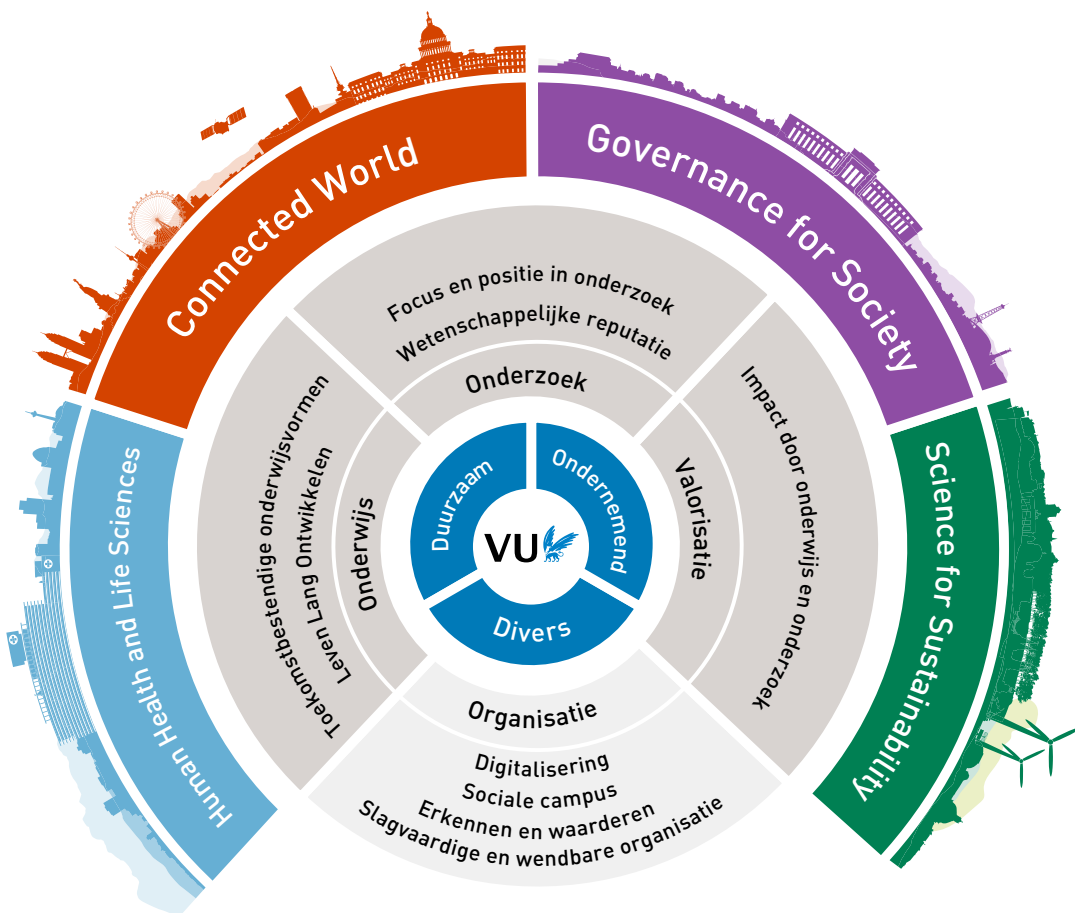 Connected World
Governance for Society
Human Health and Life Sciences
Science for Sustainability
Focus en positie in onderzoek
Wetenschappelijke reputatie
Onderzoek
Toekomstbestendige onderwijsvormen
Leven Lang Ontwikkelen
Onderwijs
Valorisatie
Impact door onderwijs en onderzoek
Duurzaam
Ondernemend
VU
Divers
Organisatie
Digitalisering
Sociale campus
Erkennen en waarderen
Slagvaardige en wendbare organisatie